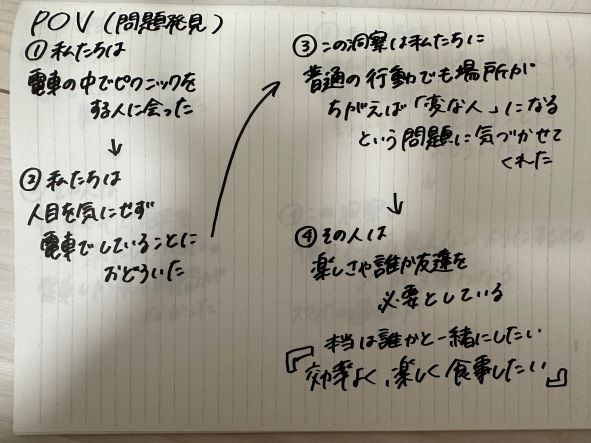 POV (問題発見)
① 私たちは
電車の中でピクニックを
する人に会った
↓
② 私たちは
人目を気にせず
電車でしていることに
おどろいた
③ この洞察は私たちに
普通の行動でも場所が
ちがえば「変な人」になる
という問題に気づかせて
くれた
↓
④ その人は
楽しさや誰か友達を
必要としている
本当は誰かと一緒にしたい
『効率よく、楽しく食事したい』